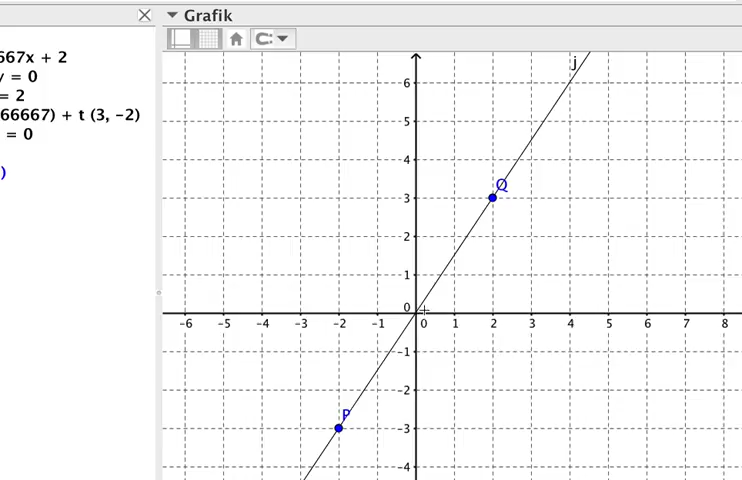 Grafik
667x + 2
y = 0
= 2
66667) + t (3, -2)
= 0
)
j
6
5
4
Q
3
2
1
0
-6 -5 -4 -3 -2 -1 0 1 2 3 4 5 6 7 8
-1
-2
P
-3
-4